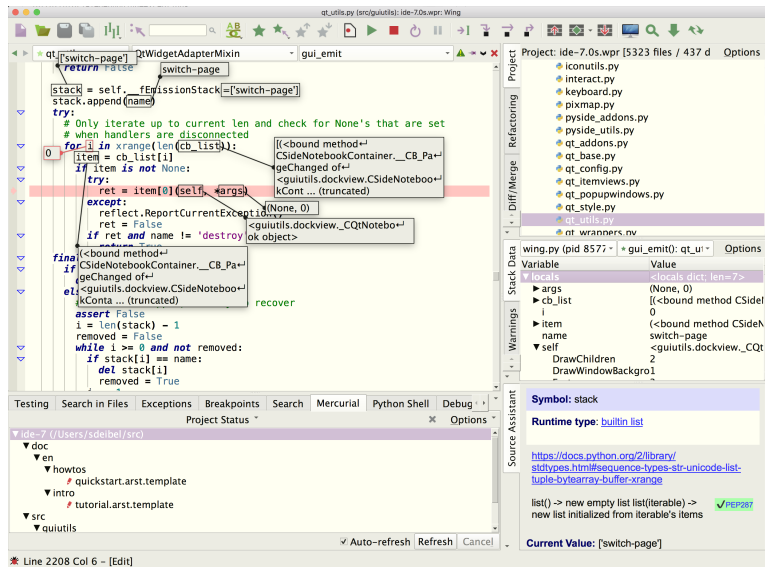 qt_utils.py (src/guiutils): ide-7.0s.wpr: Wing
['switch-page']
QtWidgetAdapterMixin
gui_emit
return False
switch-page
stack = self.__fEmissionStack
=['switch-page']
stack.append(name)
try:
# Only iterate up to current len and check for None's that are set
# when handlers are disconnected
for i in xrange(len(cb_list)):
0
item = cb_list[i]
if item is not None:
try:
ret = item[0](self, *args)
except:
reflect.ReportCurrentException
ret = False
if ret and name != 'destroy
return True
[(<bound method↵
CSideNotebookContainer.__CB_Pa↵
geChanged of↵
<guiutils.dockview.CSideNoteboo↵
kCont ... (truncated)
(None, 0)
<guiutils.dockview._CQtNotebo↵
ok object>
(<bound method↵
CSideNotebookContainer.__CB_Pa↵
geChanged of↵
<guiutils.dockview.CSideNoteboo↵
kConta ... (truncated)
recover
assert False
i = len(stack) - 1
removed = False
while i >= 0 and not removed:
if stack[i] == name:
del stack[i]
removed = True
Testing
Search in Files
Exceptions
Breakpoints
Search
Mercurial
Python Shell
Debug
Project Status
Options
ide-7 (/Users/sdeibel/src)
doc
en
howtos
quickstart.arst.template
intro
tutorial.arst.template
src
guiutils
Auto-refresh
Refresh
Cancel
Line 2208 Col 6 - [Edit]
Project
Refactoring
Diff/Merge
Project: ide-7.0s.wpr [5323 files / 437 d
Options
iconutils.py
interact.py
keyboard.py
pixmap.py
pyside_addons.py
pyside_utils.py
qt_addons.py
qt_base.py
qt_config.py
qt_itemviews.py
qt_popupwindows.py
qt_style.py
qt_utils.py
qt_wrappers.py
Stack Data
Warnings
wing.py (pid 8577
gui_emit(): qt_ut
Options
Variable
Value
locals
<locals dict; len=7>
args
(None, 0)
cb_list
[(<bound method CSideN
i
0
item
(<bound method CSideN
name
switch-page
self
<guiutils.dockview._CQt
DrawChildren
2
DrawWindowBackgro
1
Source Assistant
Symbol: stack
Runtime type: builtin list
https://docs.python.org/2/library/
stdtypes.html#sequence-types-str-unicode-list-
tuple-bytearray-buffer-xrange
list() -> new empty list list(iterable) ->
new list initialized from iterable's items
✓PEP287
Current Value: ['switch-page']